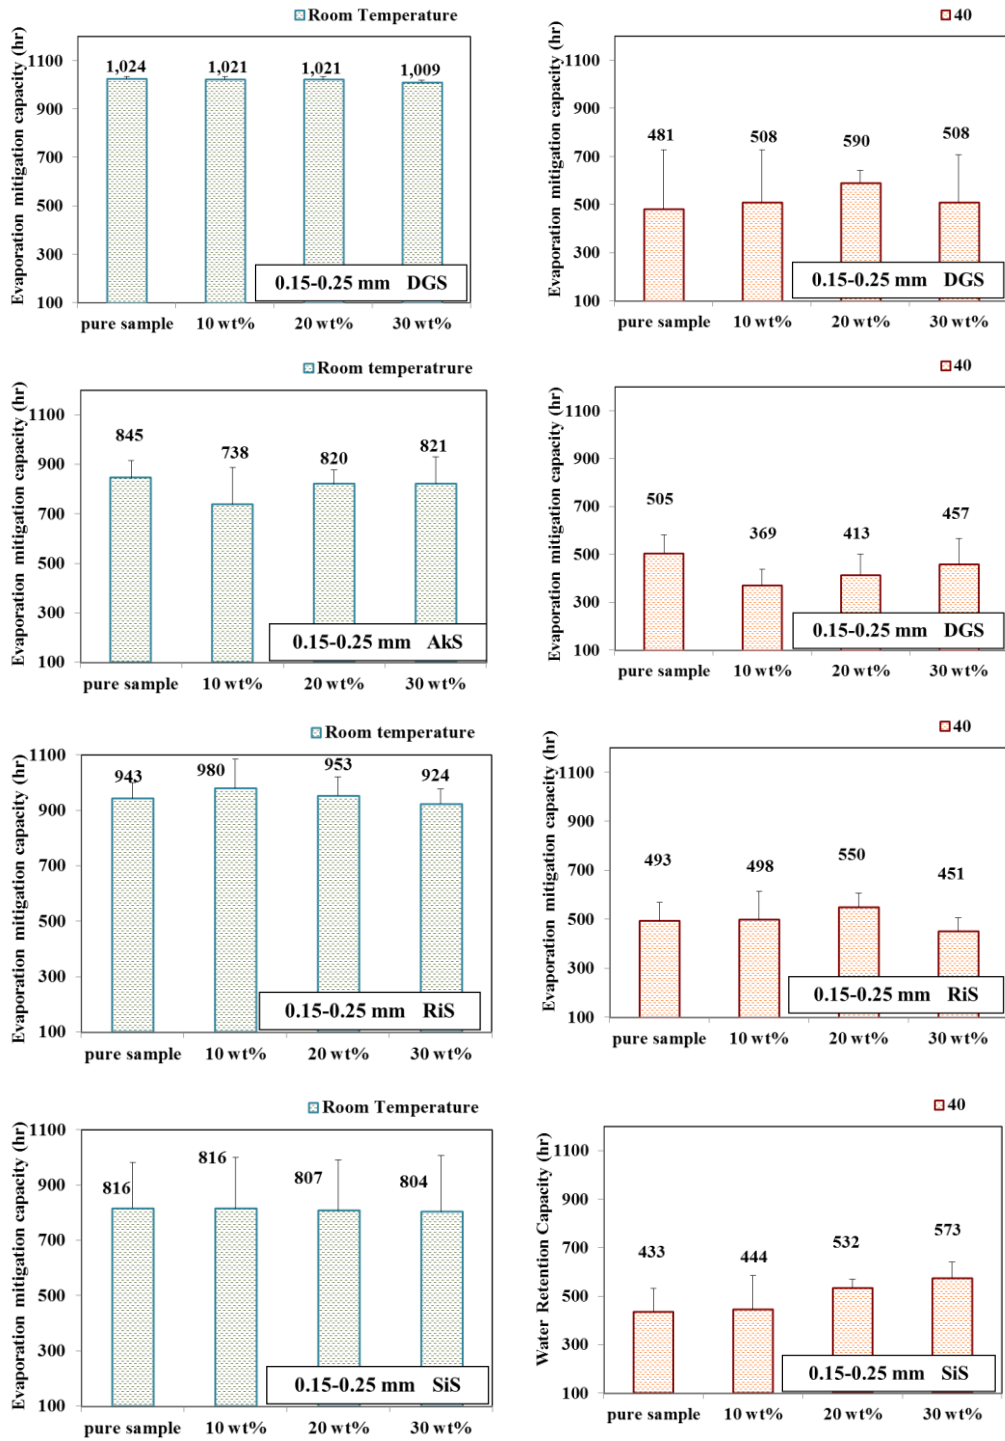 Room Temperature
Evaporation mitigation capacity (hr)
1100
900
700
500
300
100
1,024
1,021
1,021
1,009
0.15-0.25 mm DGS
pure sample
10 wt%
20 wt%
30 wt%
40
Evaporation mitigation capacity (hr)
1100
900
700
500
300
100
481
508
590
508
0.15-0.25 mm DGS
pure sample
10 wt%
20 wt%
30 wt%
Room temperatrure
Evaporation mitigation capacity (hr)
1100
900
700
500
300
100
845
738
820
821
0.15-0.25 mm AkS
pure sample
10 wt%
20 wt%
30 wt%
40
Evaporation mitigation capacity (hr)
1100
900
700
500
300
100
505
369
413
457
0.15-0.25 mm DGS
pure sample
10 wt%
20 wt%
30 wt%
Room temperature
Evaporation mitigation capacity (hr)
1100
900
700
500
300
100
943
980
953
924
0.15-0.25 mm RiS
pure sample
10 wt%
20 wt%
30 wt%
40
Evaporation mitigation capacity (hr)
1100
900
700
500
300
100
493
498
550
451
0.15-0.25 mm RiS
pure sample
10 wt%
20 wt%
30 wt%
Room Temperature
Evaporation mitigation capacity (hr)
1100
900
700
500
300
100
816
816
807
804
0.15-0.25 mm SiS
pure sample
10 wt%
20 wt%
30 wt%
40
Water Retention Capacity (hr)
1100
900
700
500
300
100
433
444
532
573
0.15-0.25 mm SiS
pure sample
10 wt%
20 wt%
30 wt%